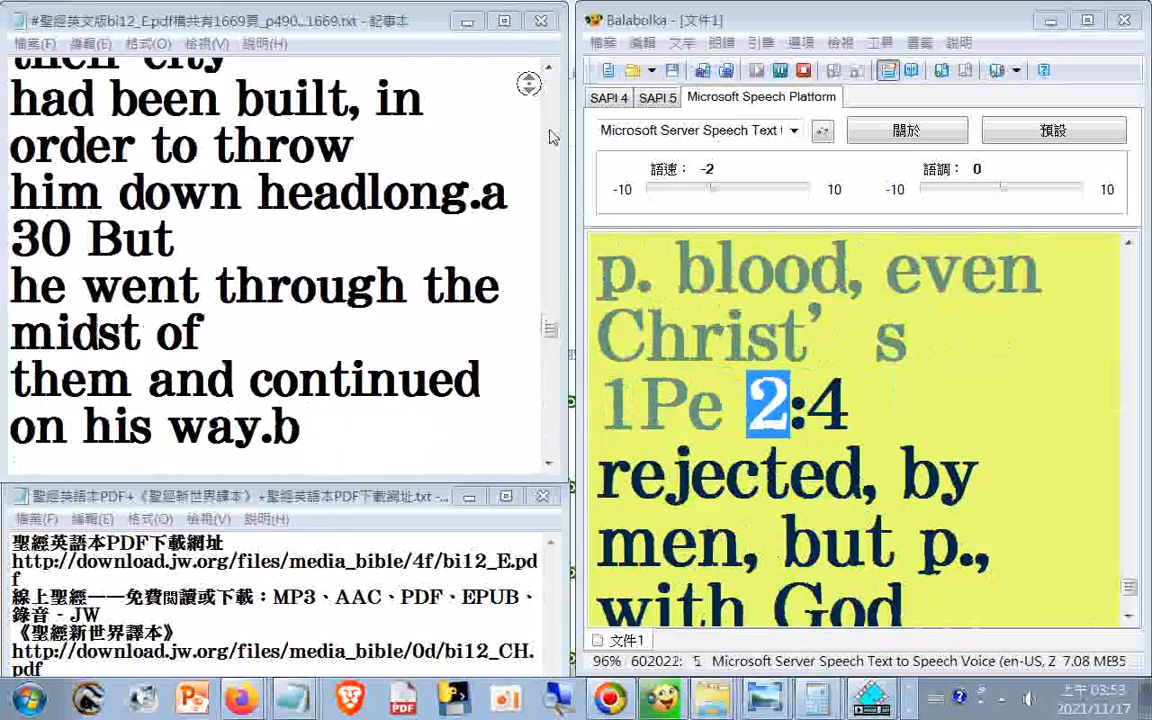 #聖經英文版bi12_E.pdf橫共有1669頁_p490...1669.txt - 記事本
檔案(F) 編輯(E) 格式(O) 檢視(V) 說明(H)
their city
had been built, in
order to throw
him down headlong.a
30 But
he went through the
midst of
them and continued
on his way.b
聖經英語本PDF+《聖經新世界譯本》+聖經英語本PDF下載網址.txt -...
檔案(F) 編輯(E) 格式(O) 檢視(V) 說明(H)
聖經英語本PDF下載網址
http://download.jw.org/files/media_bible/4f/bi12_E.pd
f
線上聖經——免費閱讀或下載：MP3、AAC、PDF、EPUB、
錄音 - JW
《聖經新世界譯本》
http://download.jw.org/files/media_bible/0d/bi12_CH.
pdf
Balabolka - [文件1]
檔案 編輯 文字 朗讀 引擎 選項 檢視 工具 書籤 說明
SAPI 4 SAPI 5 Microsoft Speech Platform
Microsoft Server Speech Text 關於 預設
語速： -2 語調： 0
-10 10 -10 10
p. blood, even
Christ’s
1Pe 2:4
rejected, by
men, but p.,
with God
文件1
96% 602022: Microsoft Server Speech Text to Speech Voice (en-US, Z 7.08 MB
PDF
上午 03:53
2021/11/17